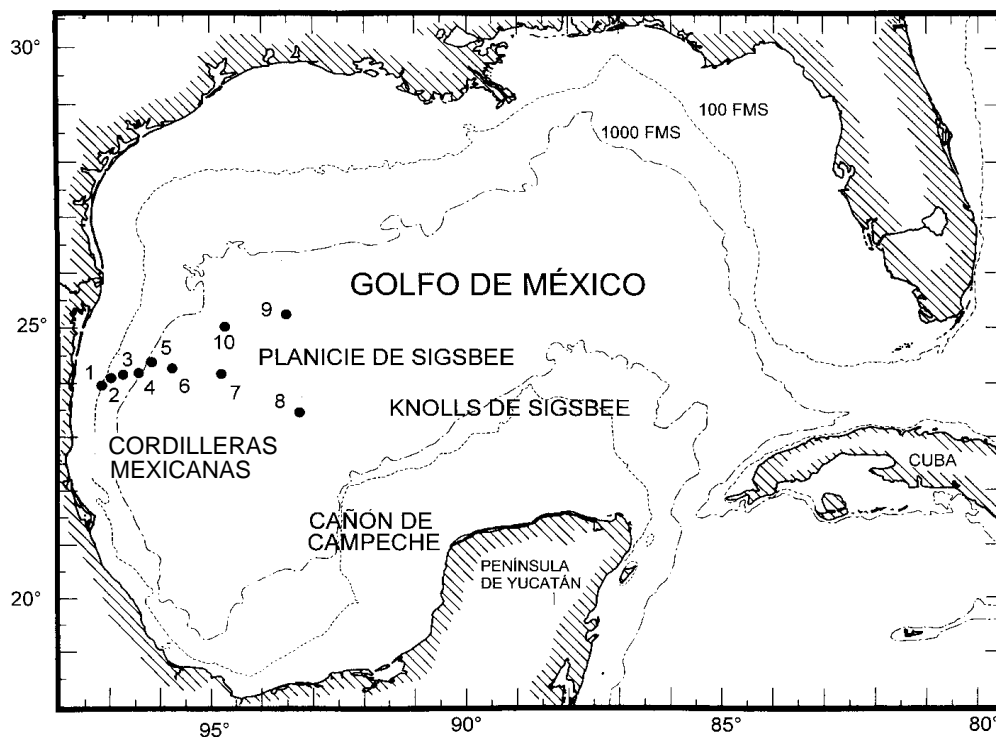 30°
100 FMS
1000 FMS
GOLFO DE MÉXICO
9
25°
10
PLANICIE DE SIGSBEE
3
5
1
2
4
6
7
8
KNOLLS DE SIGSBEE
CORDILLERAS
MEXICANAS
CUBA
CAÑÓN DE
CAMPECHE
PENÍNSULA
DE YUCATÁN
20°
95°
90°
85°
80°